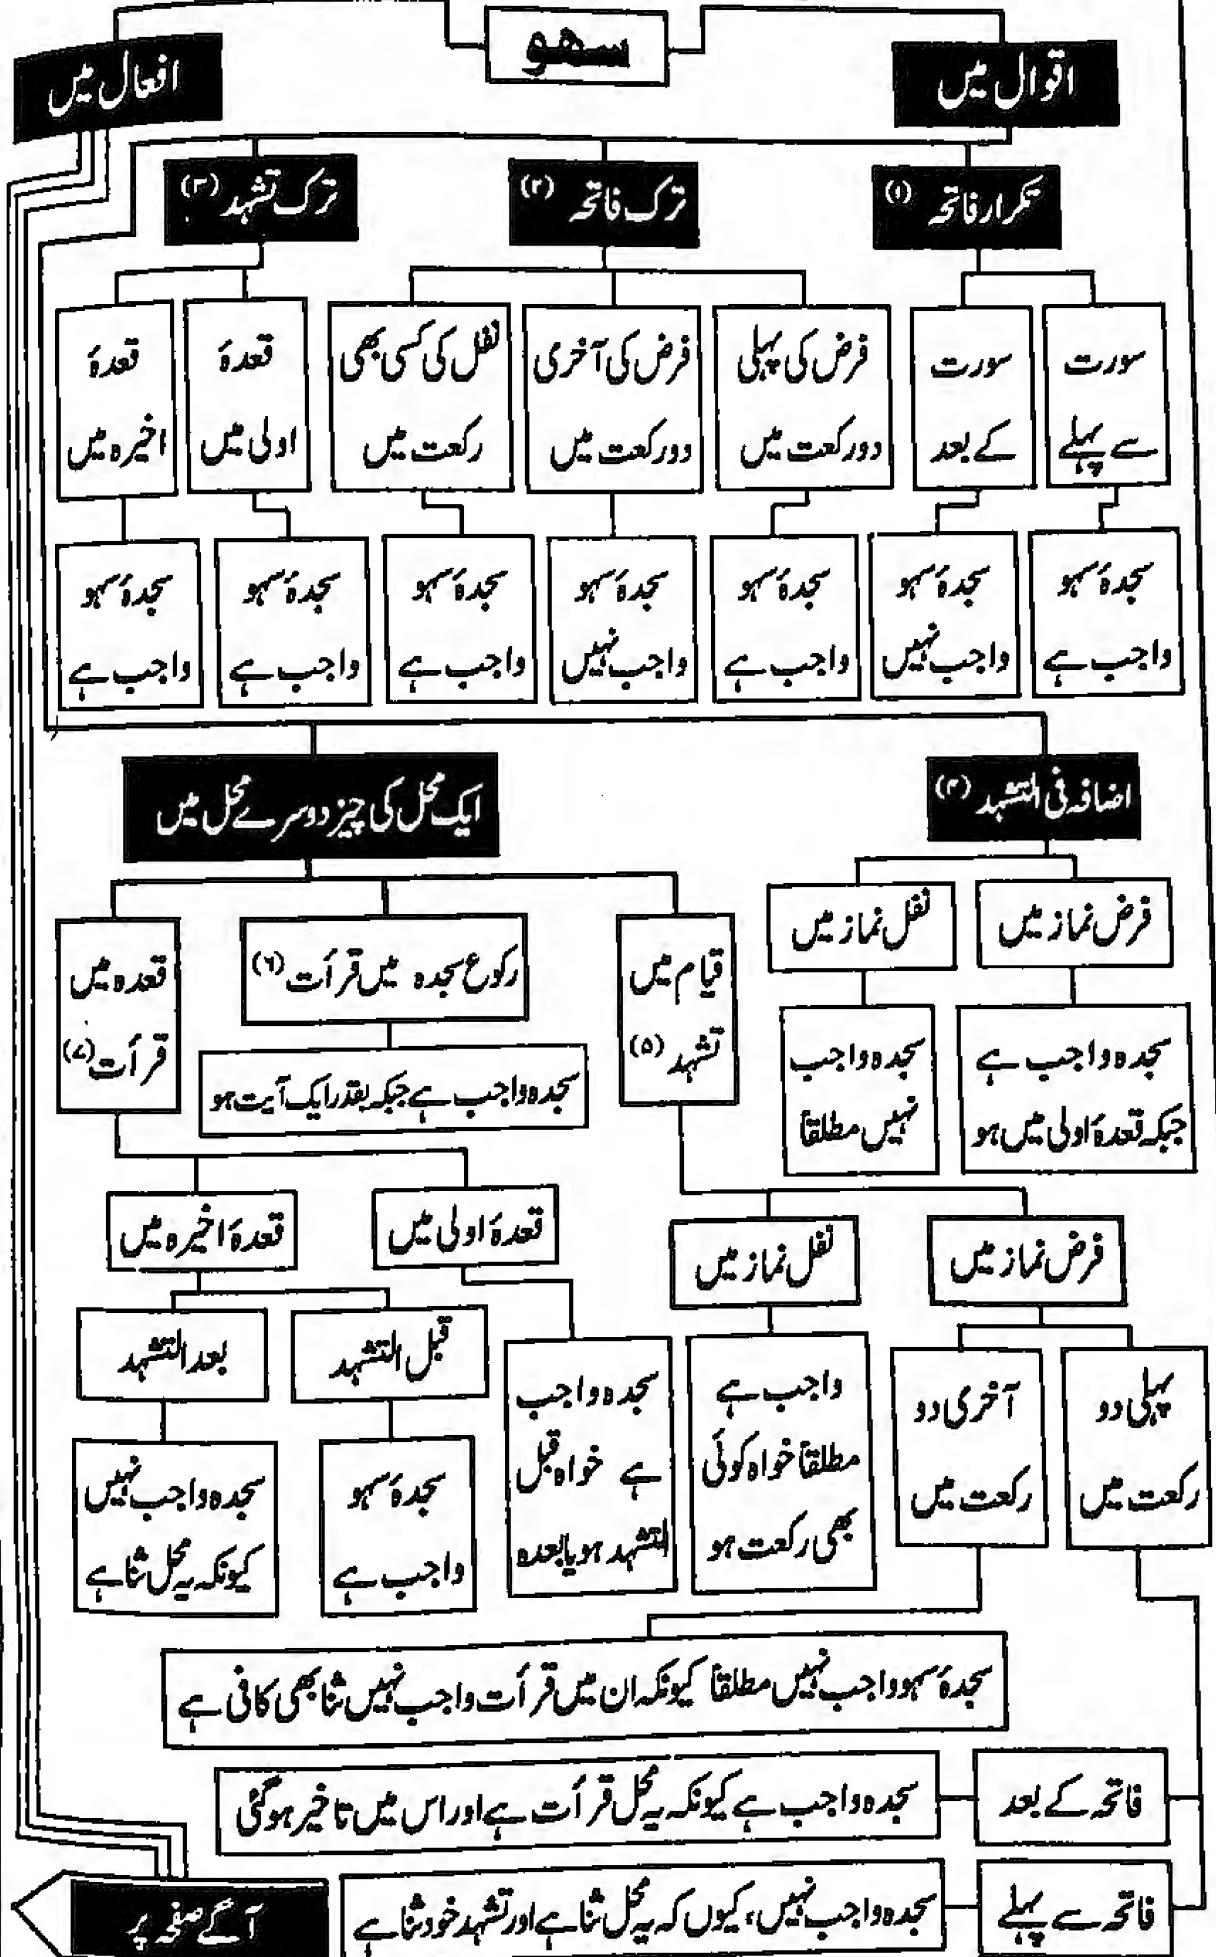 سھو
اقوال میں
افعال میں
تکرار فاتحہ (۱)
ترک فاتحہ (۲)
ترک تشہد (۳)
سورت
سے پہلے
سورت
کے بعد
فرض کی پہلی
دو رکعت میں
فرض کی آخری
دو رکعت میں
نفل کی کسی بھی
رکعت میں
قعدۂ
اولی میں
قعدۂ
اخیرہ میں
سجدۂ سہو
واجب ہے
سجدۂ سہو
واجب نہیں
سجدۂ سہو
واجب ہے
سجدۂ سہو
واجب نہیں
سجدۂ سہو
واجب ہے
سجدۂ سہو
واجب ہے
سجدۂ سہو
واجب ہے
اضافہ فی التشہد (۴)
ایک محل کی چیز دوسرے محل میں
فرض نماز میں
نفل نماز میں
سجدہ واجب ہے
جبکہ قعدۂ اولی میں ہو
سجدہ واجب
نہیں مطلقاً
قیام میں
تشہد (۵)
رکوع سجدہ میں قرأت (۶)
سجدہ واجب ہے جبکہ بقدر ایک آیت ہو
قعدہ میں
قرأت (۷)
فرض نماز میں
نفل نماز میں
قعدۂ اولی میں
قعدۂ اخیرہ میں
پہلی دو
رکعت میں
آخری دو
رکعت میں
واجب ہے
مطلقاً خواہ کوئی
بھی رکعت ہو
سجدہ واجب
ہے خواہ قبل
التشہد ہو یا بعدہ
قبل التشہد
بعد التشہد
سجدۂ سہو
واجب ہے
سجدہ واجب نہیں
کیونکہ یہ محل ثنا ہے
سجدۂ سہو واجب نہیں مطلقاً کیونکہ ان میں قرأت واجب نہیں ثنا بھی کافی ہے
فاتحہ کے بعد
سجدہ واجب ہے کیونکہ یہ محل قرأت ہے اور اس میں تاخیر ہوگئی
فاتحہ سے پہلے
سجدہ واجب نہیں، کیوں کہ یہ محل ثنا ہے اور تشہد خود ثنا ہے
آگے صفحہ پر